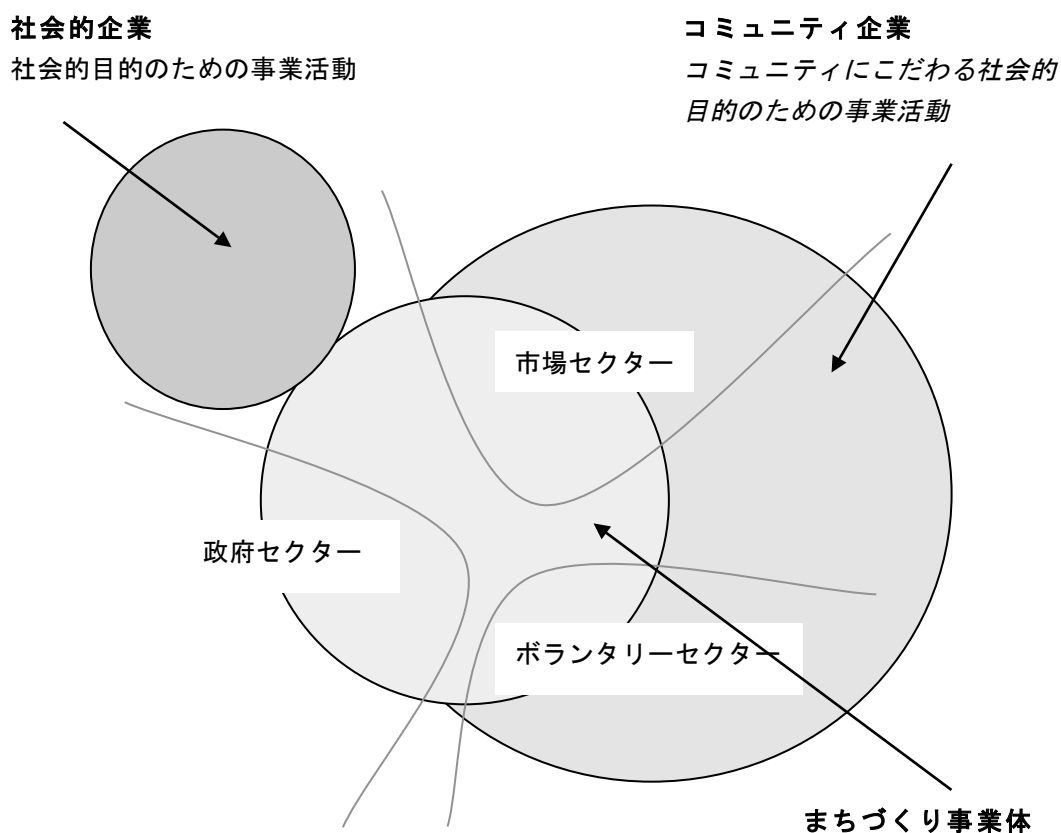 社会的企業
社会的目的のための事業活動
コミュニティ企業
コミュニティにこだわる社会的
目的のための事業活動
市場セクター
政府セクター
ボランタリーセクター
まちづくり事業体